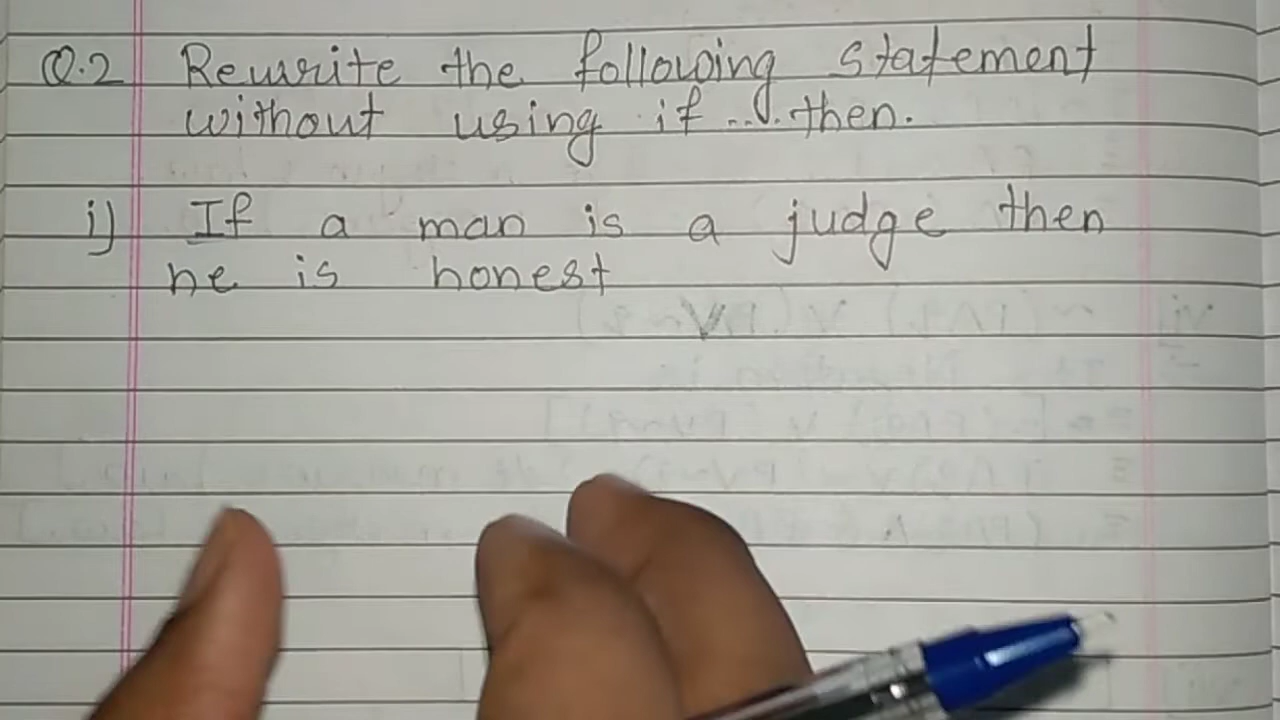 Q.2 Rewrite the following statement
without using if ... then.
i) If a man is a judge then
he is honest